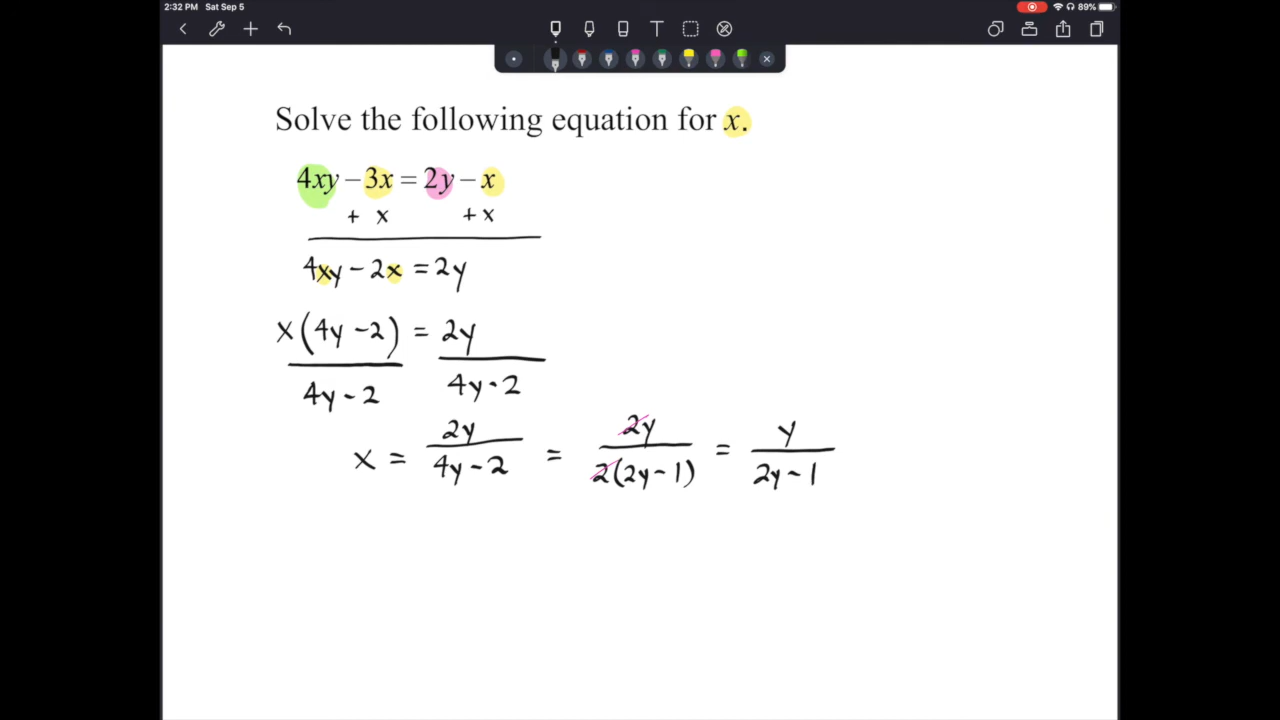 2:32 PM Sat Sep 5 89%
T
Solve the following equation for x.
4xy − 3x = 2y − x
+ x + x
4xy − 2x = 2y
x(4y − 2) = 2y
4y − 2 4y − 2
x = 2y / 4y − 2 = 2y / 2(2y − 1) = y / 2y − 1